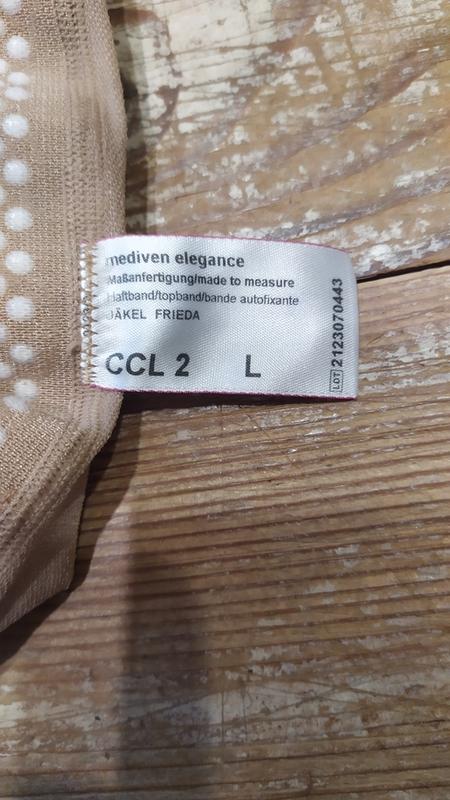 mediven elegance
Maßanfertigung/made to measure
Haftband/topband/bande autofixante
JÄKEL FRIEDA
CCL 2 L
LOT 2123070443